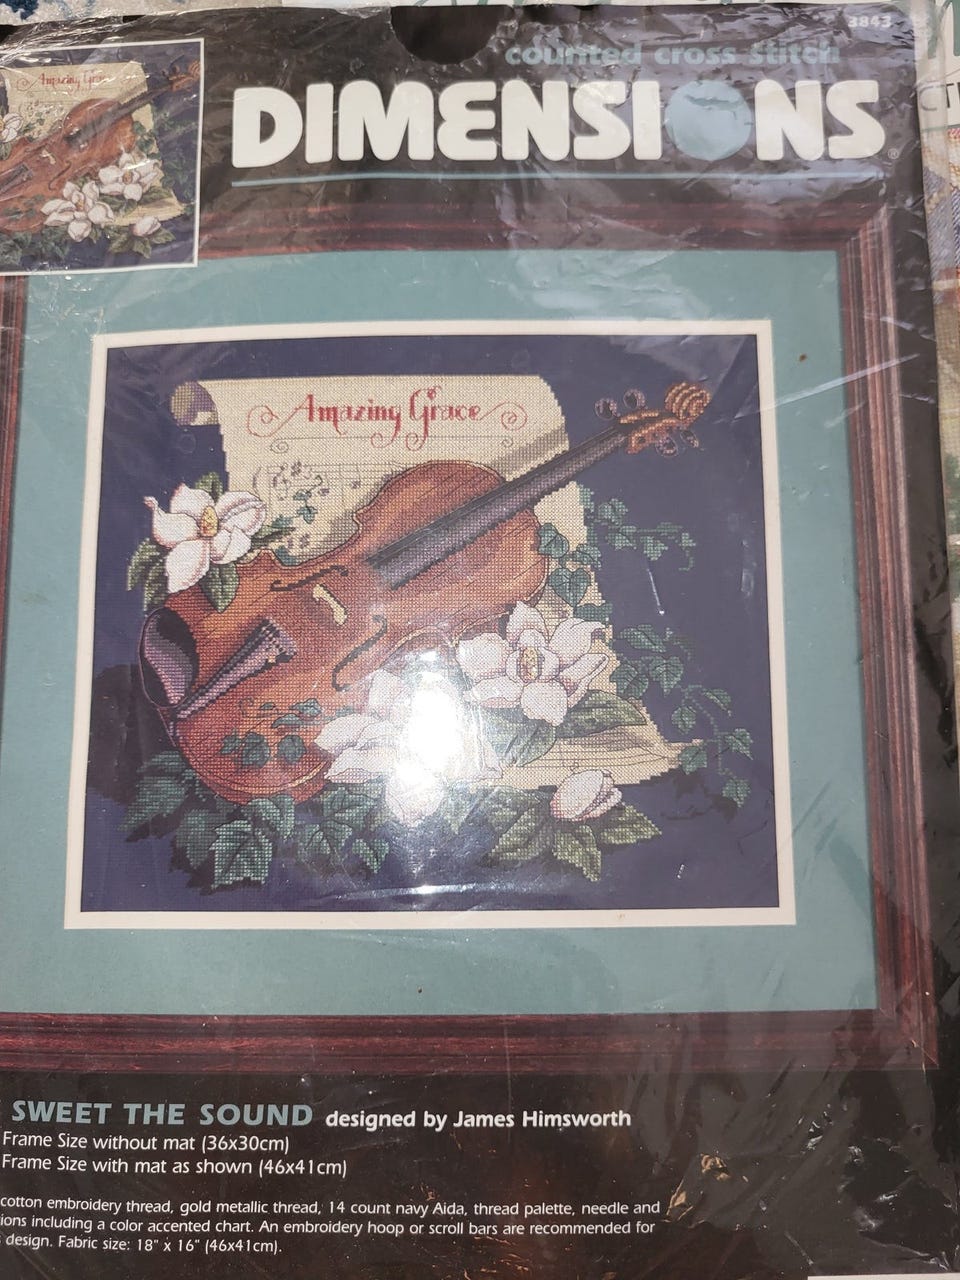 3843
counted cross stitch
DIMENSIONS
®
Amazing Grace
Amazing Grace
SWEET THE SOUND designed by James Himsworth
Frame Size without mat (36x30cm)
Frame Size with mat as shown (46x41cm)
cotton embroidery thread, gold metallic thread, 14 count navy Aida, thread palette, needle and
ions including a color accented chart. An embroidery hoop or scroll bars are recommended for
design. Fabric size: 18" x 16" (46x41cm).